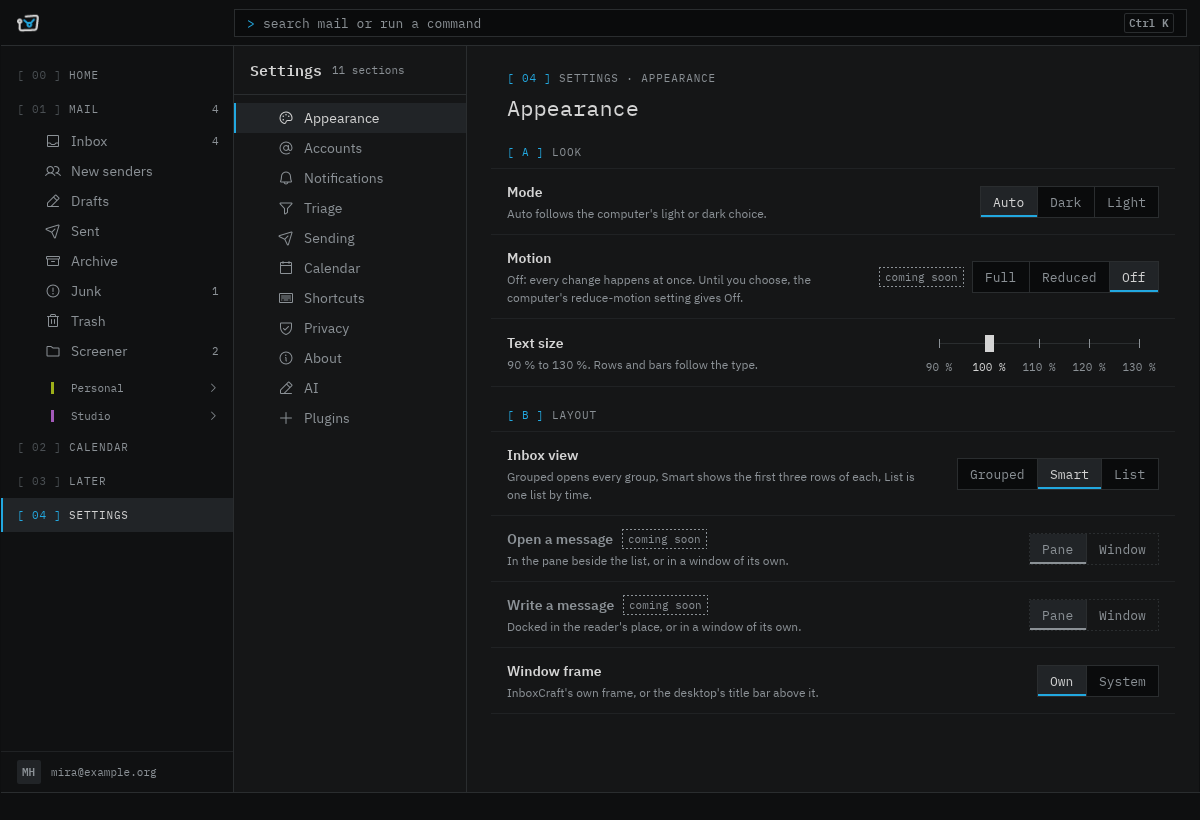 > search mail or run a command Ctrl K
[ 00 ] HOME
[ 01 ] MAIL 4
Inbox 4
New senders
Drafts
Sent
Archive
Junk 1
Trash
Screener 2
Personal
Studio
[ 02 ] CALENDAR
[ 03 ] LATER
[ 04 ] SETTINGS
MH mira@example.org
Settings 11 sections
Appearance
Accounts
Notifications
Triage
Sending
Calendar
Shortcuts
Privacy
About
AI
Plugins
[ 04 ] SETTINGS · APPEARANCE
Appearance
[ A ] LOOK
Mode
Auto follows the computer's light or dark choice.
Auto Dark Light
Motion
Off: every change happens at once. Until you choose, the
computer's reduce-motion setting gives Off.
coming soon Full Reduced Off
Text size
90 % to 130 %. Rows and bars follow the type.
90 % 100 % 110 % 120 % 130 %
[ B ] LAYOUT
Inbox view
Grouped opens every group, Smart shows the first three rows of each, List is
one list by time.
Grouped Smart List
Open a message coming soon
In the pane beside the list, or in a window of its own.
Pane Window
Write a message coming soon
Docked in the reader's place, or in a window of its own.
Pane Window
Window frame
InboxCraft's own frame, or the desktop's title bar above it.
Own System